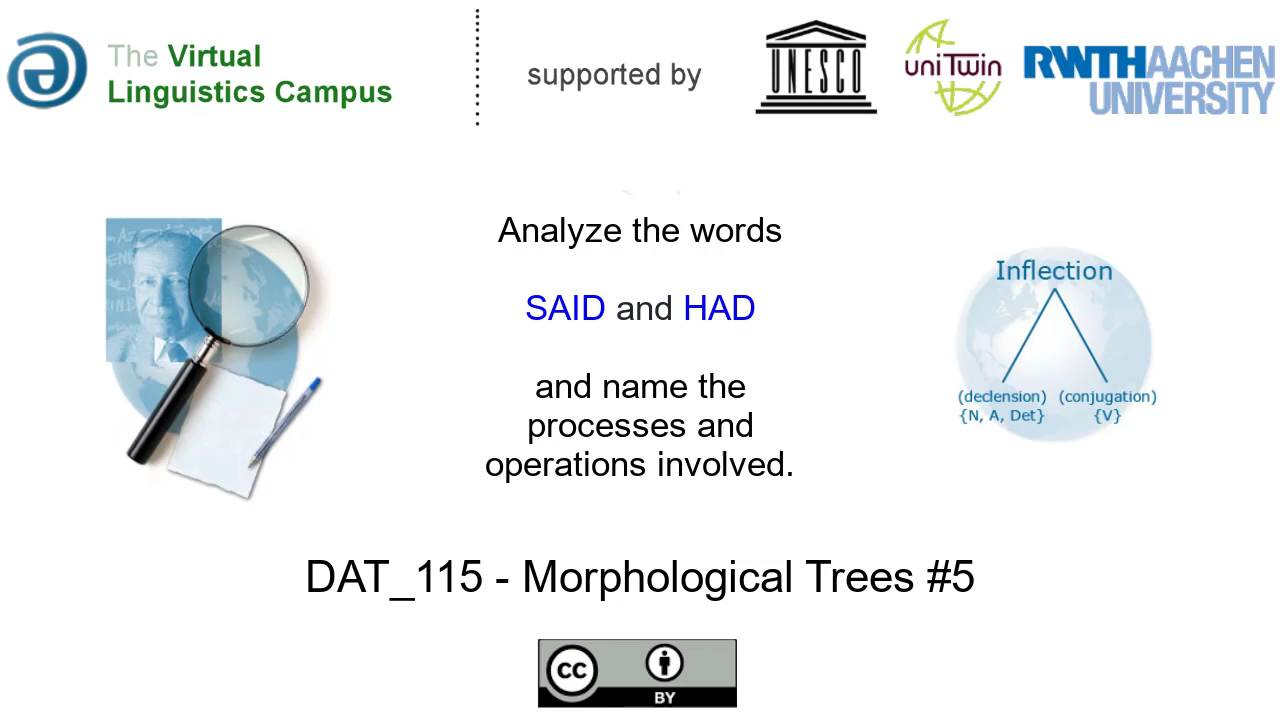 The Virtual
Linguistics Campus
supported by
UNESCO
uniTwin
RWTHAACHEN
UNIVERSITY
Analyze the words
SAID and HAD
and name the
processes and
operations involved.
Inflection
(declension) (conjugation)
{N, A, Det} {V}
DAT_115 - Morphological Trees #5
CC
BY